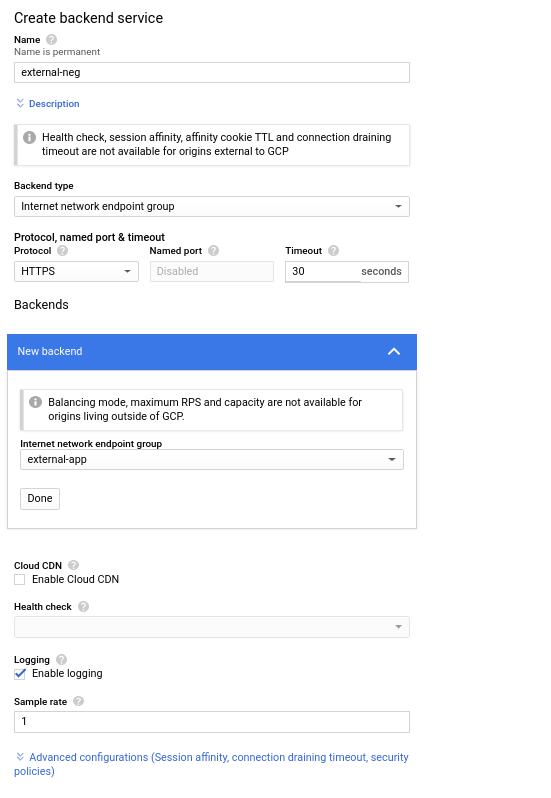 Create backend service
Name
Name is permanent
external-neg
Description
Health check, session affinity, affinity cookie TTL and connection draining
timeout are not available for origins external to GCP
Backend type
Internet network endpoint group
Protocol, named port & timeout
Protocol Named port Timeout
HTTPS Disabled 30 seconds
Backends
New backend
Balancing mode, maximum RPS and capacity are not available for
origins living outside of GCP.
Internet network endpoint group
external-app
Done
Cloud CDN
Enable Cloud CDN
Health check
Logging
Enable logging
Sample rate
1
Advanced configurations (Session affinity, connection draining timeout, security
policies)